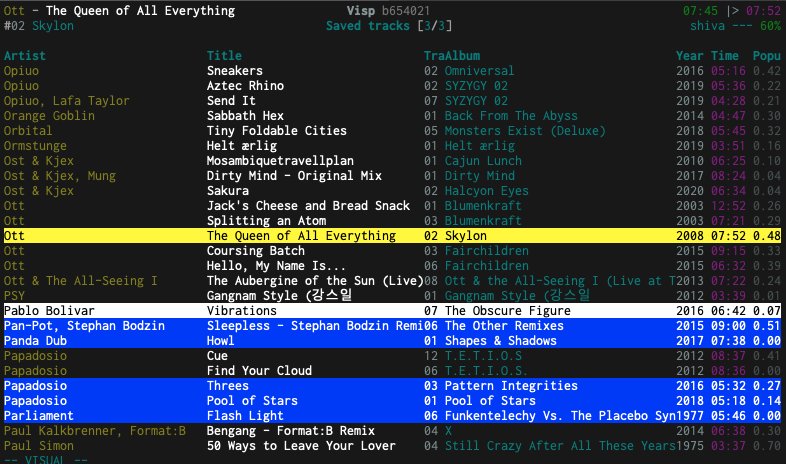 Ott - The Queen of All Everything Visp b654021 07:45 |> 07:52
#02 Skylon Saved tracks [3/3] shiva --- 60%
Artist Title TraAlbum Year Time Popu
Opiuo Sneakers 02 Omniversal 2016 05:16 0.42
Opiuo Aztec Rhino 02 SYZYGY 02 2019 05:36 0.22
Opiuo, Lafa Taylor Send It 07 SYZYGY 02 2019 04:28 0.21
Orange Goblin Sabbath Hex 01 Back From The Abyss 2014 04:47 0.30
Orbital Tiny Foldable Cities 05 Monsters Exist (Deluxe) 2018 05:45 0.32
Ormstunge Helt ærlig 01 Helt ærlig 2019 03:51 0.16
Ost & Kjex Mosambiquetravellplan 01 Cajun Lunch 2010 06:25 0.10
Ost & Kjex, Mung Dirty Mind - Original Mix 01 Dirty Mind 2017 08:24 0.04
Ost & Kjex Sakura 02 Halcyon Eyes 2020 06:34 0.04
Ott Jack's Cheese and Bread Snack 01 Blumenkraft 2003 12:52 0.26
Ott Splitting an Atom 03 Blumenkraft 2003 07:21 0.29
Ott The Queen of All Everything 02 Skylon 2008 07:52 0.48
Ott Coursing Batch 03 Fairchildren 2015 09:15 0.33
Ott Hello, My Name Is... 06 Fairchildren 2015 06:32 0.39
Ott & The All-Seeing I The Aubergine of the Sun (Live)08 Ott & the All-Seeing I (Live at T2013 07:22 0.24
PSY Gangnam Style (강스일 01 Gangnam Style (강스일 2012 03:39 0.01
Pablo Bolivar Vibrations 07 The Obscure Figure 2016 06:42 0.07
Pan-Pot, Stephan Bodzin Sleepless - Stephan Bodzin Remi06 The Other Remixes 2015 09:00 0.51
Panda Dub Howl 01 Shapes & Shadows 2017 07:38 0.00
Papadosio Cue 12 T.E.T.I.O.S 2012 08:37 0.41
Papadosio Find Your Cloud 06 T.E.T.I.O.S. 2012 08:36 0.00
Papadosio Threes 03 Pattern Integrities 2016 05:32 0.27
Papadosio Pool of Stars 01 Pool of Stars 2018 05:18 0.14
Parliament Flash Light 06 Funkentelechy Vs. The Placebo Syn1977 05:46 0.00
Paul Kalkbrenner, Format:B Bengang - Format:B Remix 04 X 2014 06:38 0.30
Paul Simon 50 Ways to Leave Your Lover 04 Still Crazy After All These Years1975 03:37 0.70
-- VISUAL --